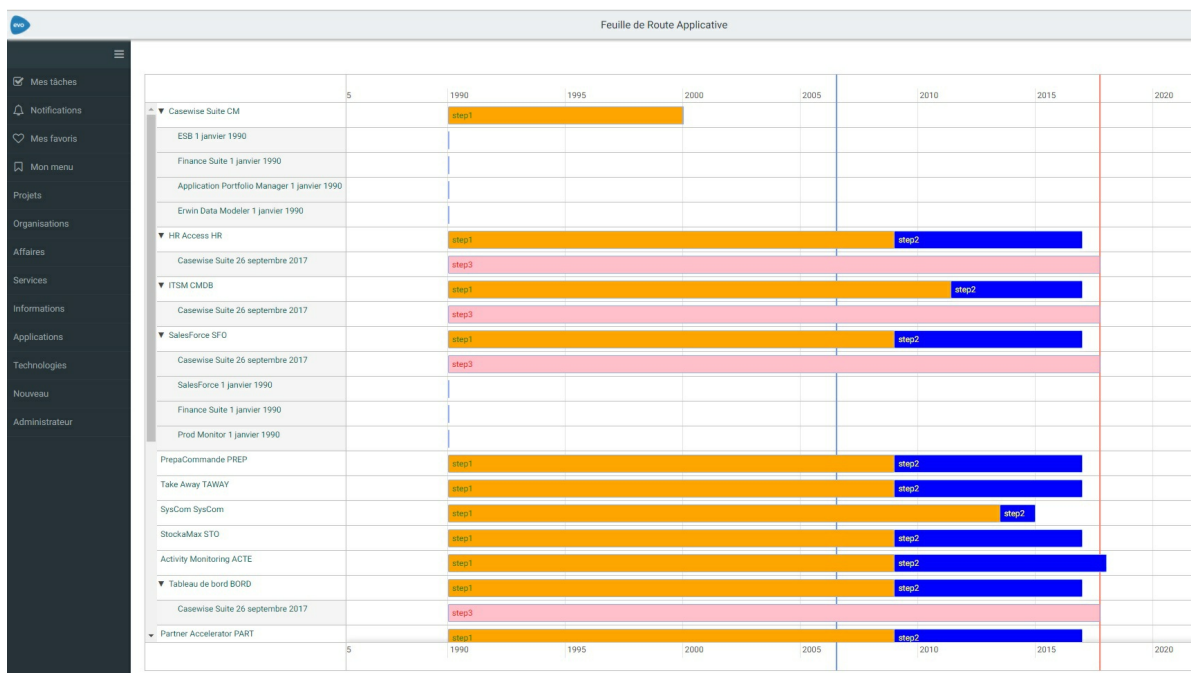 evo
Feuille de Route Applicative
Mes tâches
Notifications
Mes favoris
Mon menu
Projets
Organisations
Affaires
Services
Informations
Applications
Technologies
Nouveau
Administrateur
5 1990 1995 2000 2005 2010 2015 2020
Casewise Suite CM step1
ESB 1 janvier 1990
Finance Suite 1 janvier 1990
Application Portfolio Manager 1 janvier 1990
Erwin Data Modeler 1 janvier 1990
HR Access HR step1 step2
Casewise Suite 26 septembre 2017 step3
ITSM CMDB step1 step2
Casewise Suite 26 septembre 2017 step3
SalesForce SFO step1 step2
Casewise Suite 26 septembre 2017 step3
SalesForce 1 janvier 1990
Finance Suite 1 janvier 1990
Prod Monitor 1 janvier 1990
PrepaCommande PREP step1 step2
Take Away TAWAY step1 step2
SysCom SysCom step1 step2
StockaMax STO step1 step2
Activity Monitoring ACTE step1 step2
Tableau de bord BORD step1 step2
Casewise Suite 26 septembre 2017 step3
Partner Accelerator PART step1 step2
5 1990 1995 2000 2005 2010 2015 2020